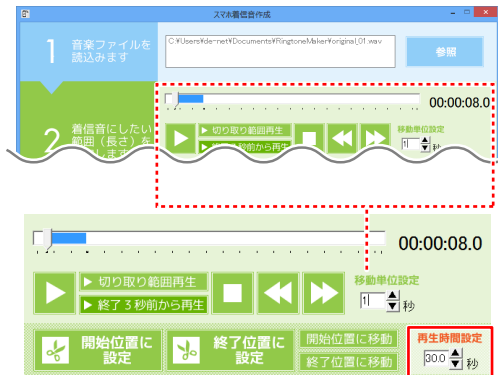 スマホ着信音作成
1 音楽ファイルを
読込みます
C:¥Users¥de-net¥Documents¥RingtoneMaker¥original_01.wav
参照
00:00:08.0
2 着信音にしたい
範囲（長さ）を
切り取り範囲再生
移動単位設定
1 秒
00:00:08.0
切り取り範囲再生
終了3秒前から再生
移動単位設定
1 秒
開始位置に
設定
終了位置に
設定
開始位置に移動
終了位置に移動
再生時間設定
30.0 秒